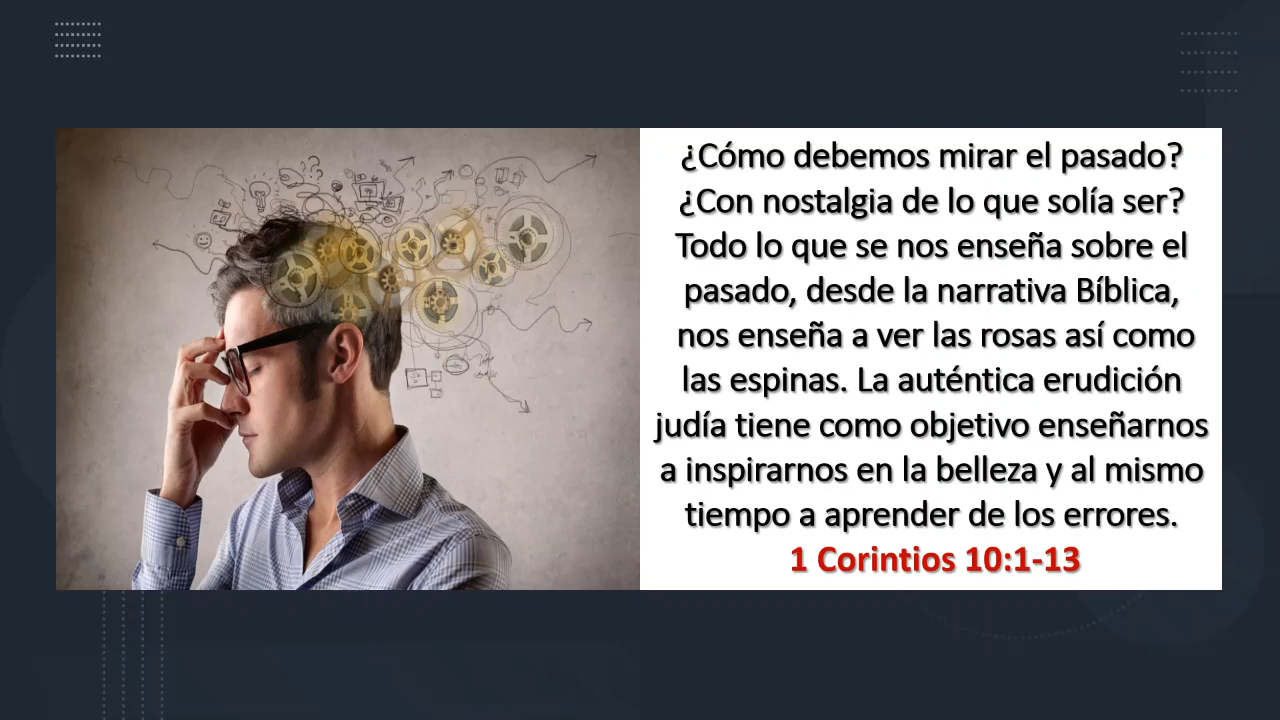 ¿Cómo debemos mirar el pasado?
¿Con nostalgia de lo que solía ser?
Todo lo que se nos enseña sobre el
pasado, desde la narrativa Bíblica,
nos enseña a ver las rosas así como
las espinas. La auténtica erudición
judía tiene como objetivo enseñarnos
a inspirarnos en la belleza y al mismo
tiempo a aprender de los errores.
1 Corintios 10:1-13